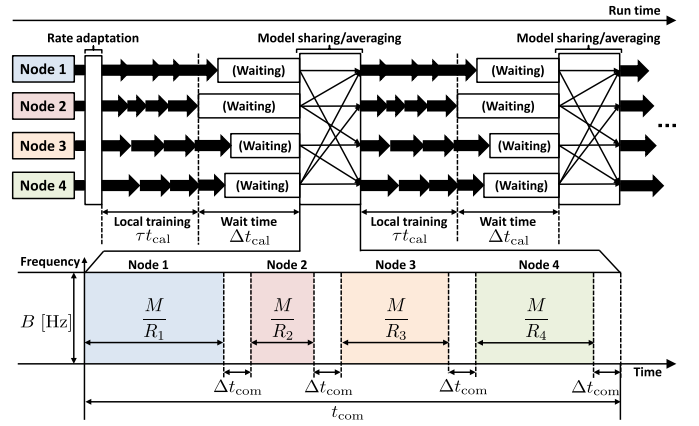 Run time
Rate adaptation
Model sharing/averaging
Model sharing/averaging
Node 1
(Waiting)
(Waiting)
Node 2
(Waiting)
(Waiting)
...
Node 3
(Waiting)
(Waiting)
Node 4
(Waiting)
(Waiting)
Local training
Wait time
Local training
Wait time
τt_cal
Δt_cal
τt_cal
Δt_cal
Frequency
Node 1
Node 2
Node 3
Node 4
B [Hz]
M/R_1
M/R_2
M/R_3
M/R_4
Time
Δt_com
Δt_com
Δt_com
Δt_com
t_com